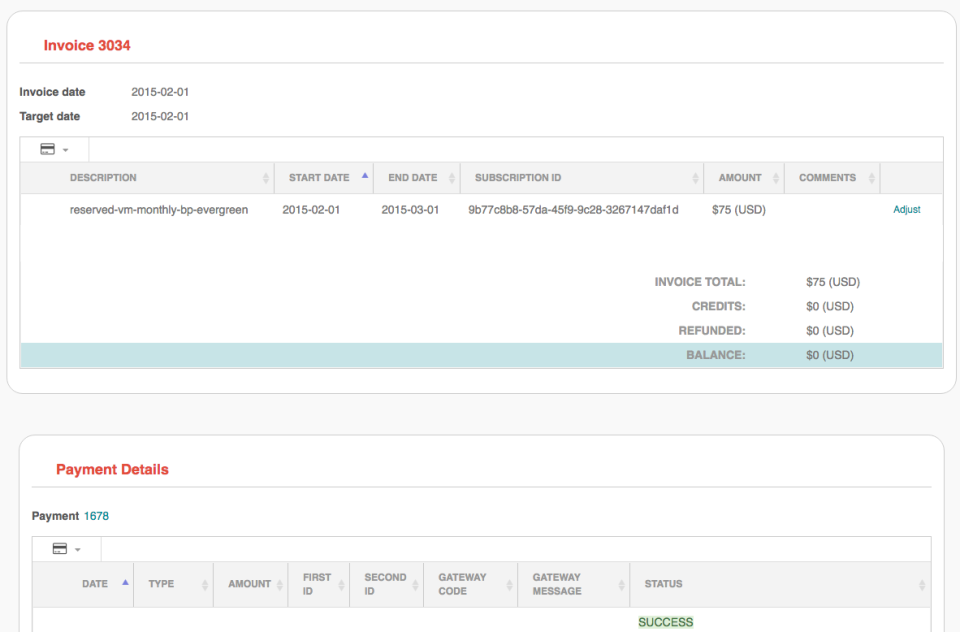 Invoice 3034
Invoice date 2015-02-01
Target date 2015-02-01
DESCRIPTION START DATE END DATE SUBSCRIPTION ID AMOUNT COMMENTS
reserved-vm-monthly-bp-evergreen 2015-02-01 2015-03-01 9b77c8b8-57da-45f9-9c28-3267147daf1d $75 (USD) Adjust
INVOICE TOTAL: $75 (USD)
CREDITS: $0 (USD)
REFUNDED: $0 (USD)
BALANCE: $0 (USD)
Payment Details
Payment 1678
DATE TYPE AMOUNT FIRST ID SECOND ID GATEWAY CODE GATEWAY MESSAGE STATUS
SUCCESS